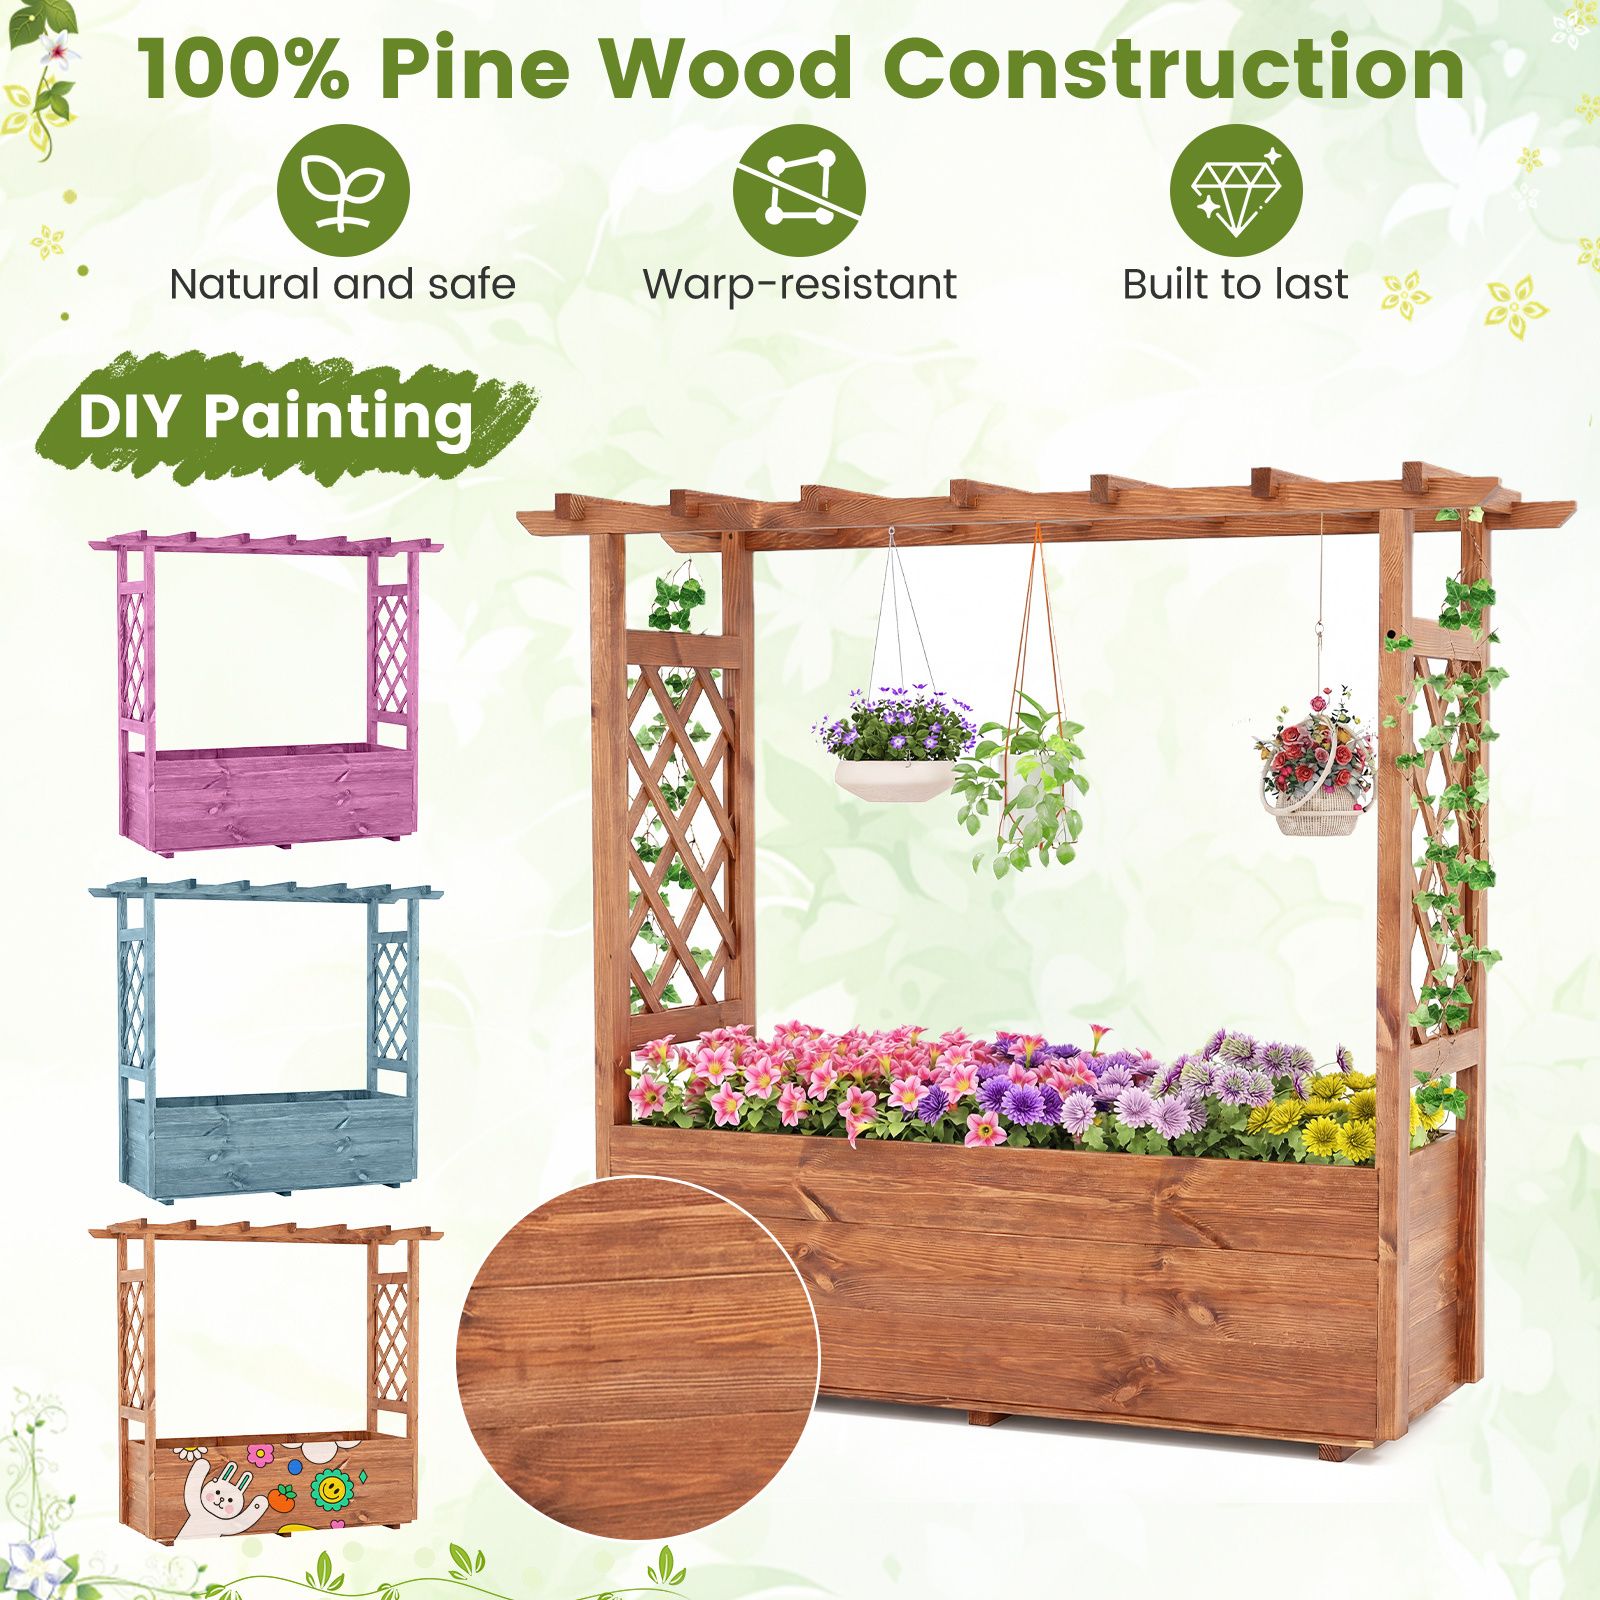 100% Pine Wood Construction
Natural and safe
Warp-resistant
Built to last
DIY Painting